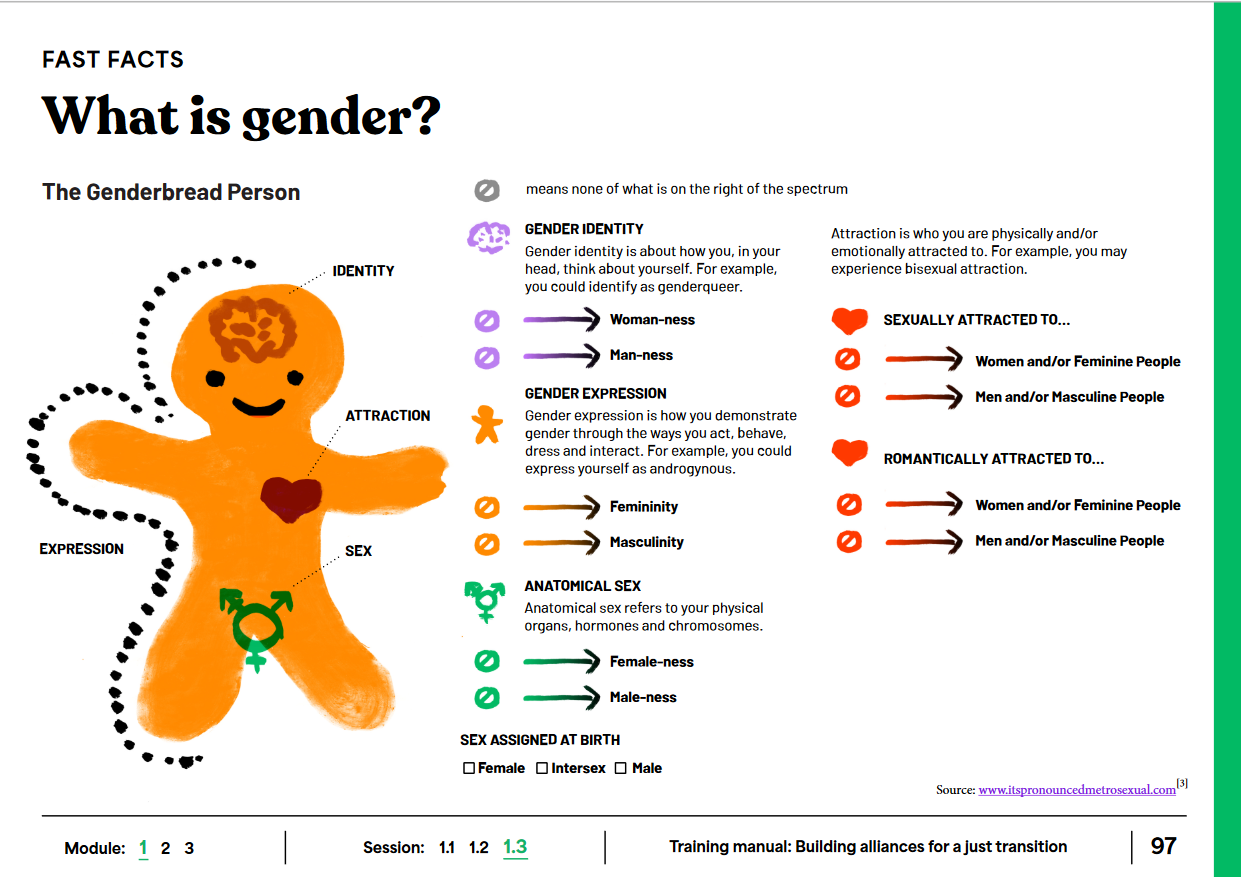 FAST FACTS
What is gender?
The Genderbread Person
IDENTITY
ATTRACTION
EXPRESSION
SEX
means none of what is on the right of the spectrum
GENDER IDENTITY
Gender identity is about how you, in your
head, think about yourself. For example,
you could identify as genderqueer.
Woman-ness
Man-ness
GENDER EXPRESSION
Gender expression is how you demonstrate
gender through the ways you act, behave,
dress and interact. For example, you could
express yourself as androgynous.
Femininity
Masculinity
ANATOMICAL SEX
Anatomical sex refers to your physical
organs, hormones and chromosomes.
Female-ness
Male-ness
SEX ASSIGNED AT BIRTH
Female Intersex Male
Attraction is who you are physically and/or
emotionally attracted to. For example, you may
experience bisexual attraction.
SEXUALLY ATTRACTED TO...
Women and/or Feminine People
Men and/or Masculine People
ROMANTICALLY ATTRACTED TO...
Women and/or Feminine People
Men and/or Masculine People
Source: www.itspronouncedmetrosexual.com[3]
Module: 1 2 3
Session: 1.1 1.2 1.3
Training manual: Building alliances for a just transition
97